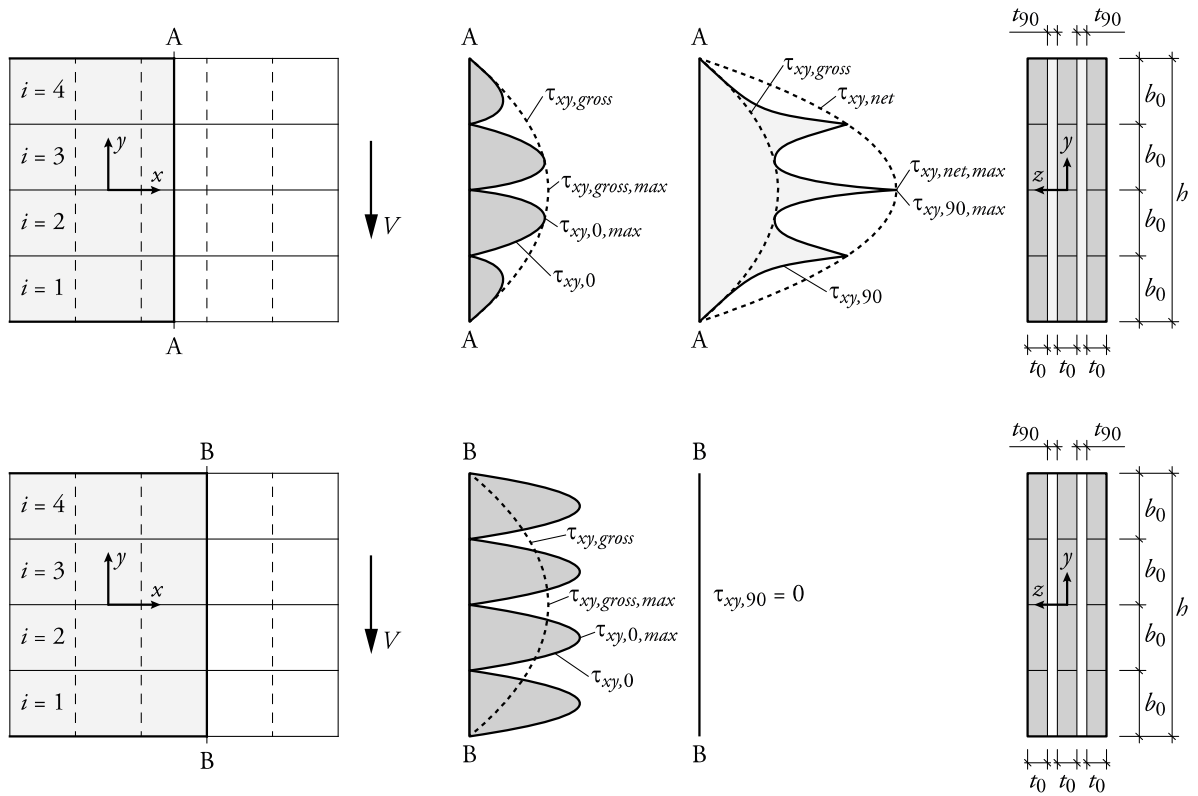 t90 t90
A A A
i = 4
i = 3
i = 2
i = 1
y
x
V
A
τxy,gross
τxy,gross,max
τxy,0,max
τxy,0
A
τxy,gross
τxy,net
τxy,net,max
τxy,90,max
τxy,90
A
y
z
b0
b0
b0
b0
h
t0 t0 t0
t90 t90
B B B
i = 4
i = 3
i = 2
i = 1
y
x
V
B
τxy,gross
τxy,gross,max
τxy,0,max
τxy,0
B
τxy,90 = 0
B
y
z
b0
b0
b0
b0
h
t0 t0 t0